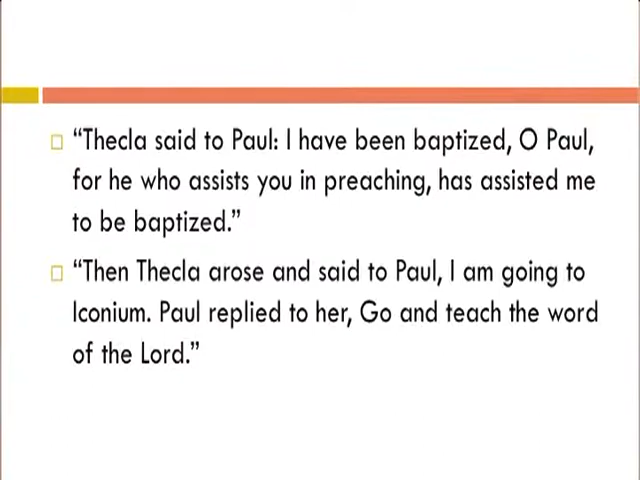 “Thecla said to Paul: I have been baptized, O Paul,
for he who assists you in preaching, has assisted me
to be baptized.”
“Then Thecla arose and said to Paul, I am going to
Iconium. Paul replied to her, Go and teach the word
of the Lord.”